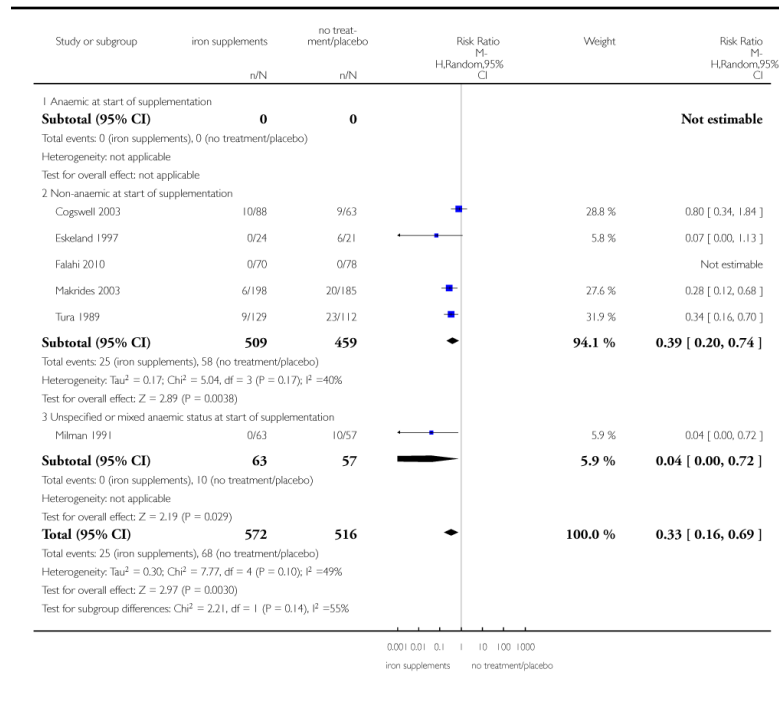 Study or subgroup iron supplements no treat-ment/placebo Risk Ratio Weight Risk Ratio
M-H,Random,95% CI M-H,Random,95% CI
n/N n/N
1 Anaemic at start of supplementation
Subtotal (95% CI) 0 0 Not estimable
Total events: 0 (iron supplements), 0 (no treatment/placebo)
Heterogeneity: not applicable
Test for overall effect: not applicable
2 Non-anaemic at start of supplementation
Cogswell 2003 10/88 9/63 28.8 % 0.80 [ 0.34, 1.84 ]
Eskeland 1997 0/24 6/21 5.8 % 0.07 [ 0.00, 1.13 ]
Falahi 2010 0/70 0/78 Not estimable
Makrides 2003 6/198 20/185 27.6 % 0.28 [ 0.12, 0.68 ]
Tura 1989 9/129 23/112 31.9 % 0.34 [ 0.16, 0.70 ]
Subtotal (95% CI) 509 459 94.1 % 0.39 [ 0.20, 0.74 ]
Total events: 25 (iron supplements), 58 (no treatment/placebo)
Heterogeneity: Tau² = 0.17; Chi² = 5.04, df = 3 (P = 0.17); I² =40%
Test for overall effect: Z = 2.89 (P = 0.0038)
3 Unspecified or mixed anaemic status at start of supplementation
Milman 1991 0/63 10/57 5.9 % 0.04 [ 0.00, 0.72 ]
Subtotal (95% CI) 63 57 5.9 % 0.04 [ 0.00, 0.72 ]
Total events: 0 (iron supplements), 10 (no treatment/placebo)
Heterogeneity: not applicable
Test for overall effect: Z = 2.19 (P = 0.029)
Total (95% CI) 572 516 100.0 % 0.33 [ 0.16, 0.69 ]
Total events: 25 (iron supplements), 68 (no treatment/placebo)
Heterogeneity: Tau² = 0.30; Chi² = 7.77, df = 4 (P = 0.10); I² =49%
Test for overall effect: Z = 2.97 (P = 0.0030)
Test for subgroup differences: Chi² = 2.21, df = 1 (P = 0.14), I² =55%
0.001 0.01 0.1 1 10 100 1000
iron supplements no treatment/placebo